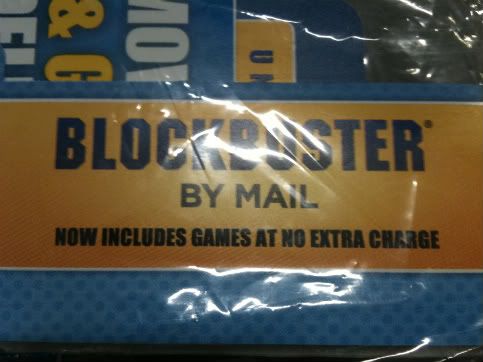 BLOCKBUSTER®
BY MAIL
NOW INCLUDES GAMES AT NO EXTRA CHARGE